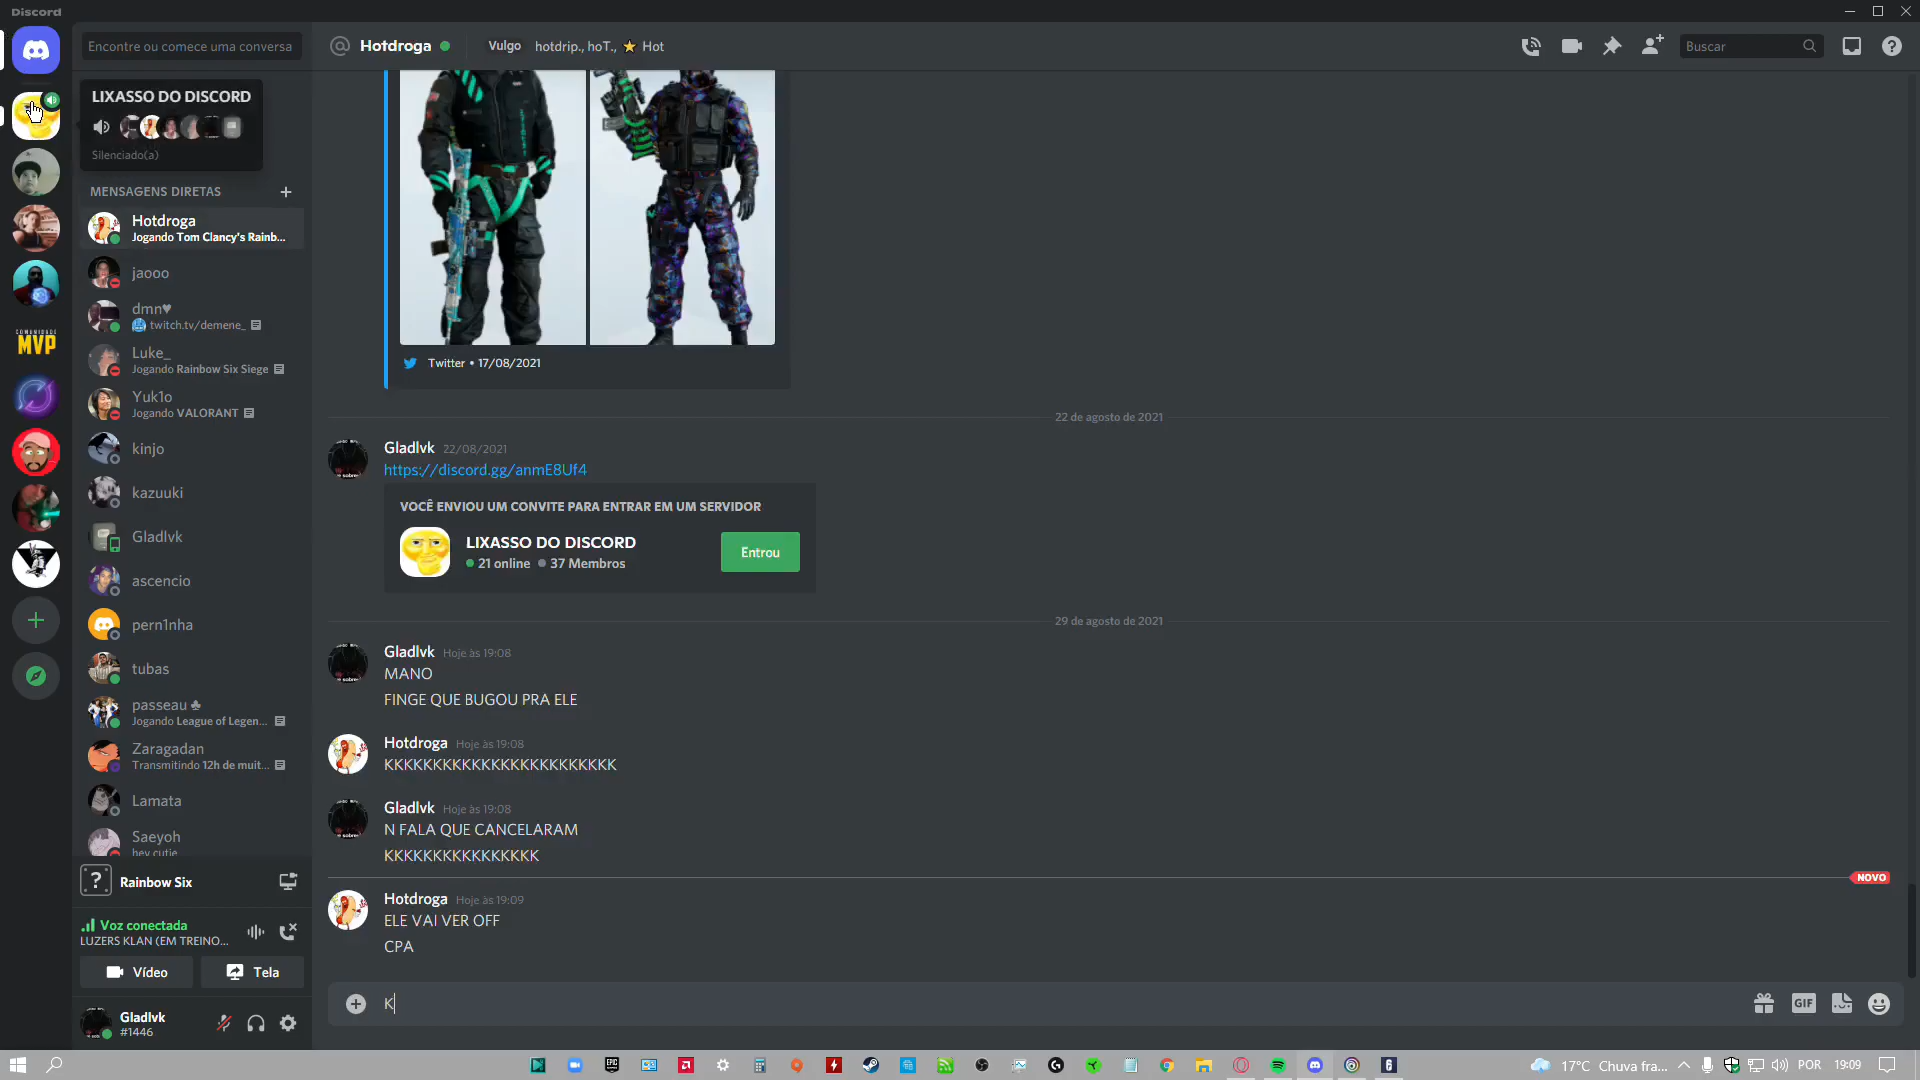 Discord
Encontre ou comece uma conversa
LIXASSO DO DISCORD
Silenciado(a)
MENSAGENS DIRETAS
Hotdroga
Jogando Tom Clancy's Rainb...
jaooo
dmn♥
twitch.tv/demene_
Luke_
Jogando Rainbow Six Siege
Yuk1o
Jogando VALORANT
kinjo
kazuuki
Gladlvk
ascencio
pern1nha
tubas
passeau ♣
Jogando League of Legen...
Zaragadan
Transmitindo 12h de muit...
Lamata
Saeyoh
hey cutie
COMUNIDADE
MVP
Rainbow Six
Voz conectada
LUZERS KLAN (EM TREINO...
Vídeo
Tela
Gladlvk
#1446
Hotdroga
Vulgo hotdrip., hoT., ⭐ Hot
Buscar
Twitter • 17/08/2021
22 de agosto de 2021
Gladlvk 22/08/2021
https://discord.gg/anmE8Uf4
VOCÊ ENVIOU UM CONVITE PARA ENTRAR EM UM SERVIDOR
LIXASSO DO DISCORD
21 online 37 Membros
Entrou
29 de agosto de 2021
Gladlvk Hoje às 19:08
MANO
FINGE QUE BUGOU PRA ELE
Hotdroga Hoje às 19:08
KKKKKKKKKKKKKKKKKKKKKKKK
Gladlvk Hoje às 19:08
N FALA QUE CANCELARAM
KKKKKKKKKKKKKKKK
NOVO
Hotdroga Hoje às 19:09
ELE VAI VER OFF
CPA
K
GIF
17°C Chuva fra...
POR
19:09